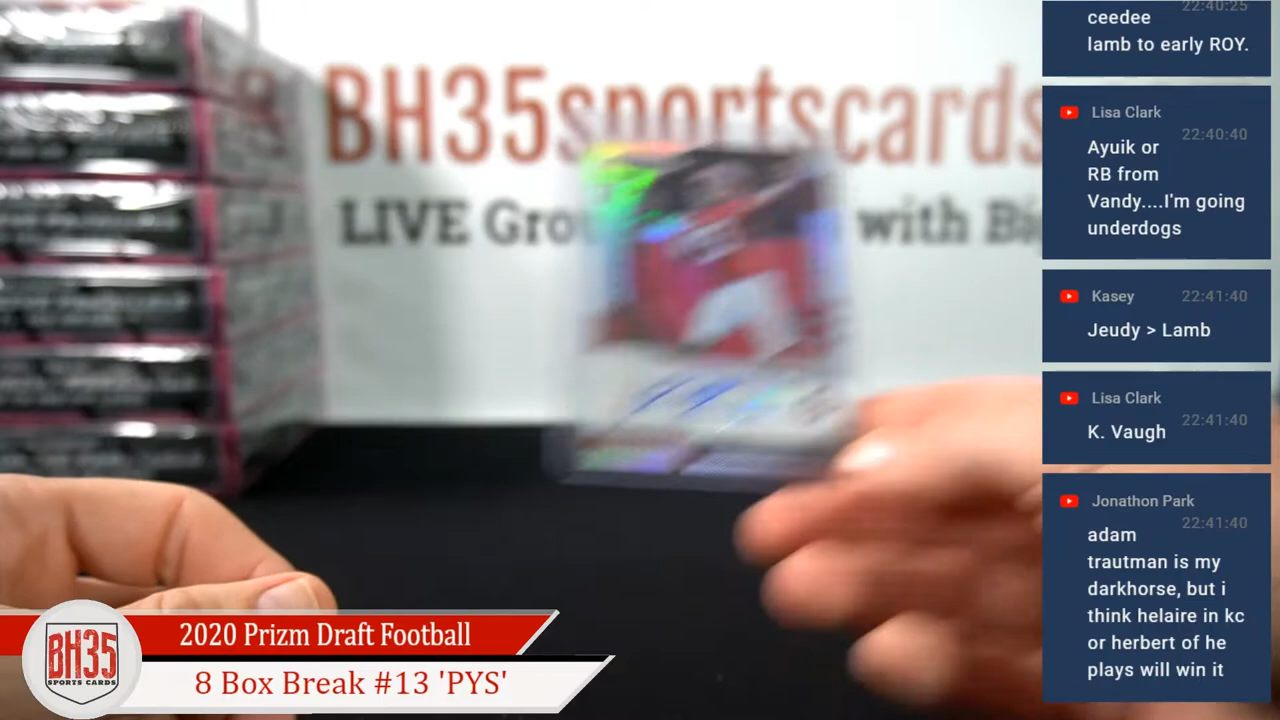 BH35sportscards
LIVE Gro with Bi
2020 Prizm Draft Football
8 Box Break #13 'PYS'
BH35
SPORTS CARDS
22:40:25
ceedee
lamb to early ROY.
Lisa Clark
22:40:40
Ayuik or
RB from
Vandy....I'm going
underdogs
Kasey
22:41:40
Jeudy > Lamb
Lisa Clark
22:41:40
K. Vaugh
Jonathon Park
22:41:40
adam
trautman is my
darkhorse, but i
think helaire in kc
or herbert of he
plays will win it